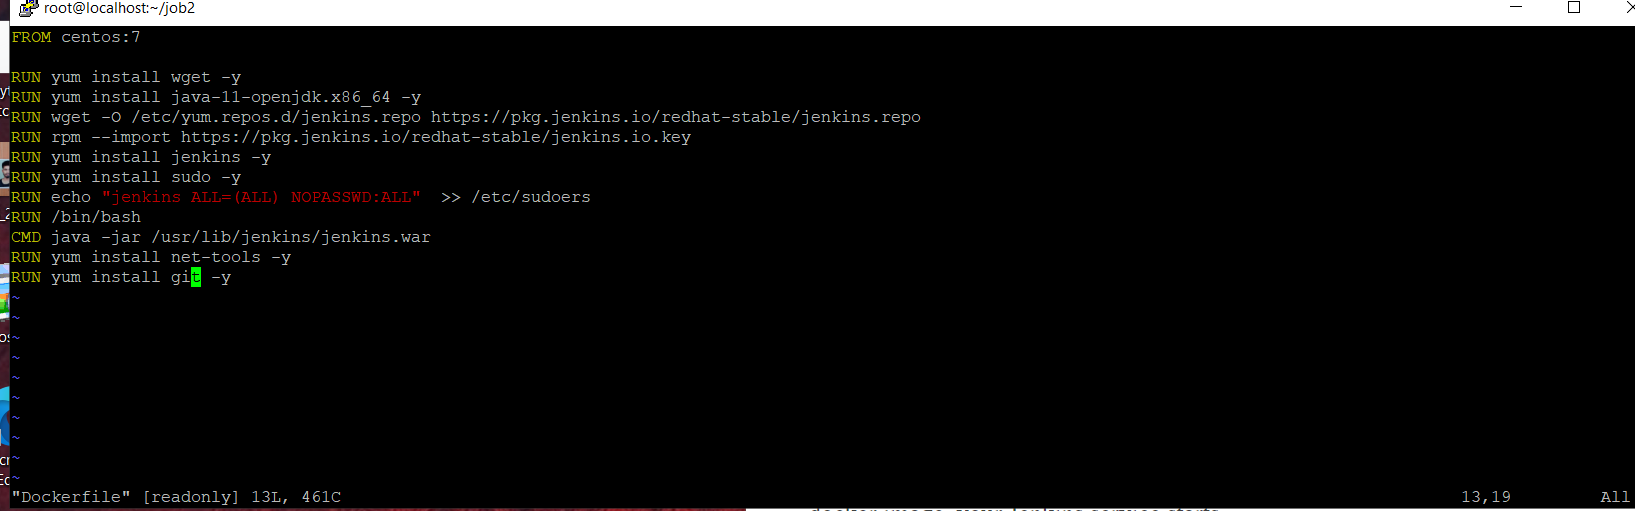 root@localhost:~/job2
FROM centos:7
RUN yum install wget -y
RUN yum install java-11-openjdk.x86_64 -y
RUN wget -O /etc/yum.repos.d/jenkins.repo https://pkg.jenkins.io/redhat-stable/jenkins.repo
RUN rpm --import https://pkg.jenkins.io/redhat-stable/jenkins.io.key
RUN yum install jenkins -y
RUN yum install sudo -y
RUN echo "jenkins ALL=(ALL) NOPASSWD:ALL"  >> /etc/sudoers
RUN /bin/bash
CMD java -jar /usr/lib/jenkins/jenkins.war
RUN yum install net-tools -y
RUN yum install git -y
~
~
~
~
~
~
~
~
~
~
"Dockerfile" [readonly] 13L, 461C 13,19 All